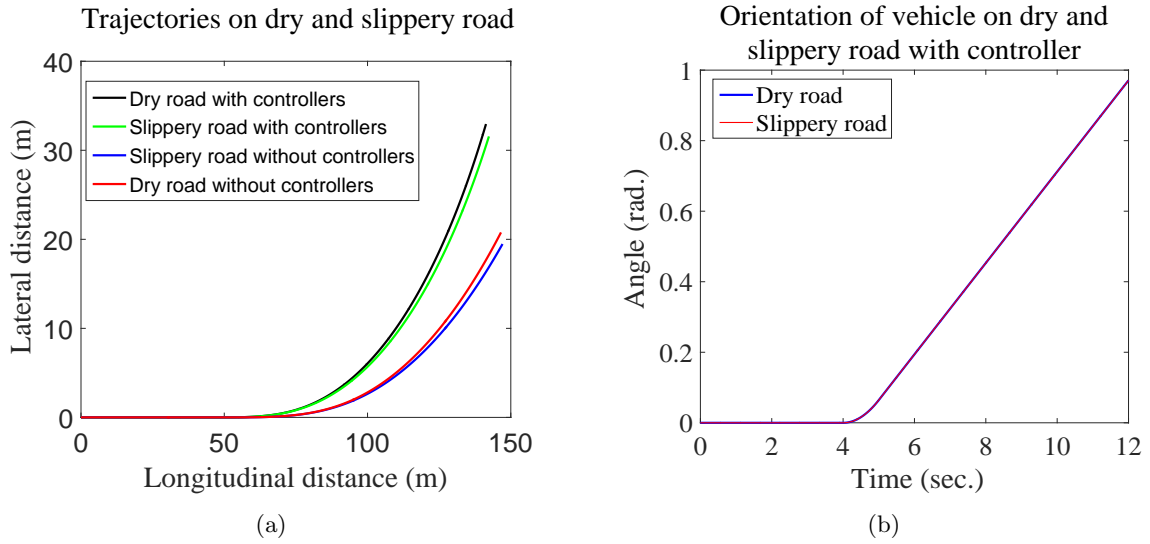 Trajectories on dry and slippery road
40
30
20
10
0
Lateral distance (m)
Dry road with controllers
Slippery road with controllers
Slippery road without controllers
Dry road without controllers
0 50 100 150
Longitudinal distance (m)
(a)
Orientation of vehicle on dry and
slippery road with controller
1
0.8
0.6
0.4
0.2
0
Angle (rad.)
Dry road
Slippery road
0 2 4 6 8 10 12
Time (sec.)
(b)